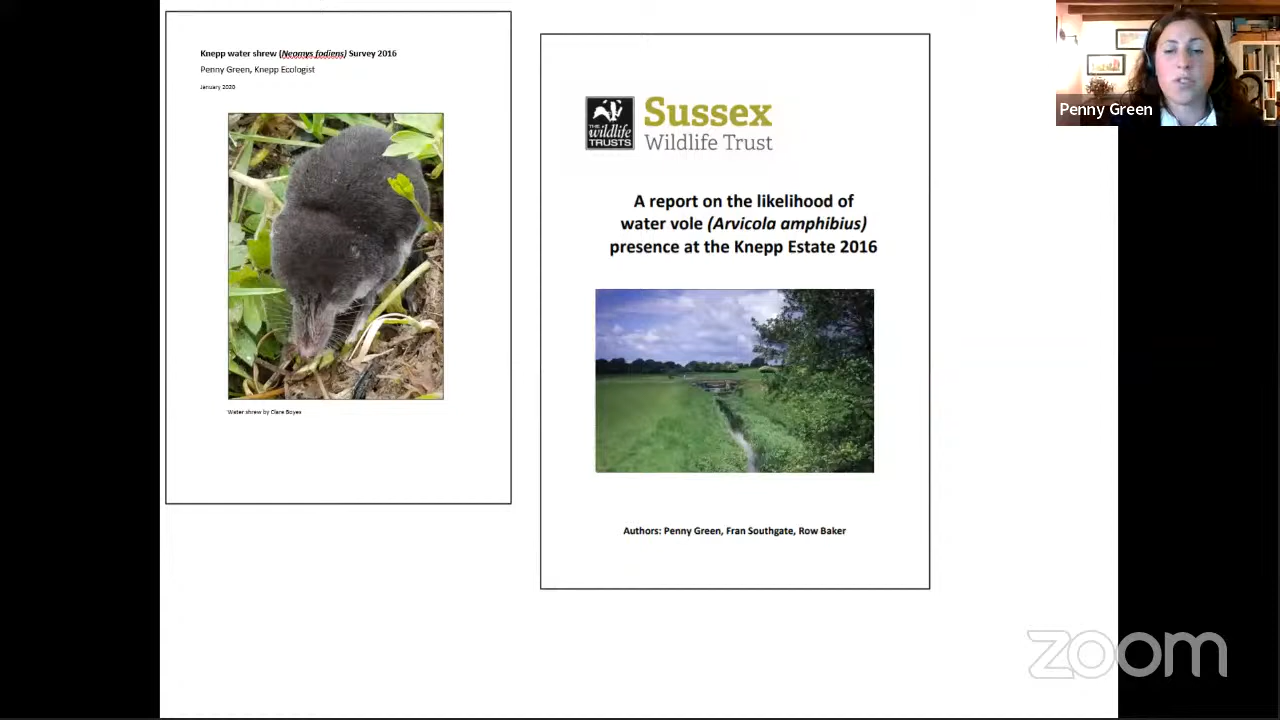 Knepp water shrew (Neomys fodiens) Survey 2016
Penny Green, Knepp Ecologist
January 2020
Water shrew by Clare Boyes
THE
wildlife
TRUSTS
Sussex
Wildlife Trust
A report on the likelihood of
water vole (Arvicola amphibius)
presence at the Knepp Estate 2016
Authors: Penny Green, Fran Southgate, Row Baker
Penny Green
zoom